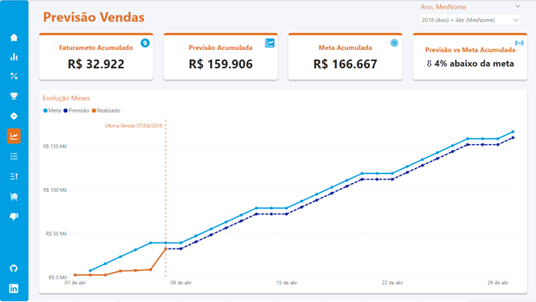 Previsão Vendas
Ano, MesNome
2018 (Ano) + Abr (MesNome)
Faturameto Acumulado
R$ 32.922
Previsão Acumulada
R$ 159.906
Meta Acumulada
R$ 166.667
Previsão vs Meta Acumulada
⇩ 4% abaixo da meta
Evolução Meses
Meta Previsão Realizado
Ultima Venda: 07/04/2018
R$ 150 Mil
R$ 100 Mil
R$ 50 Mil
R$ 0 Mil
01 de abr 08 de abr 15 de abr 22 de abr 29 de abr